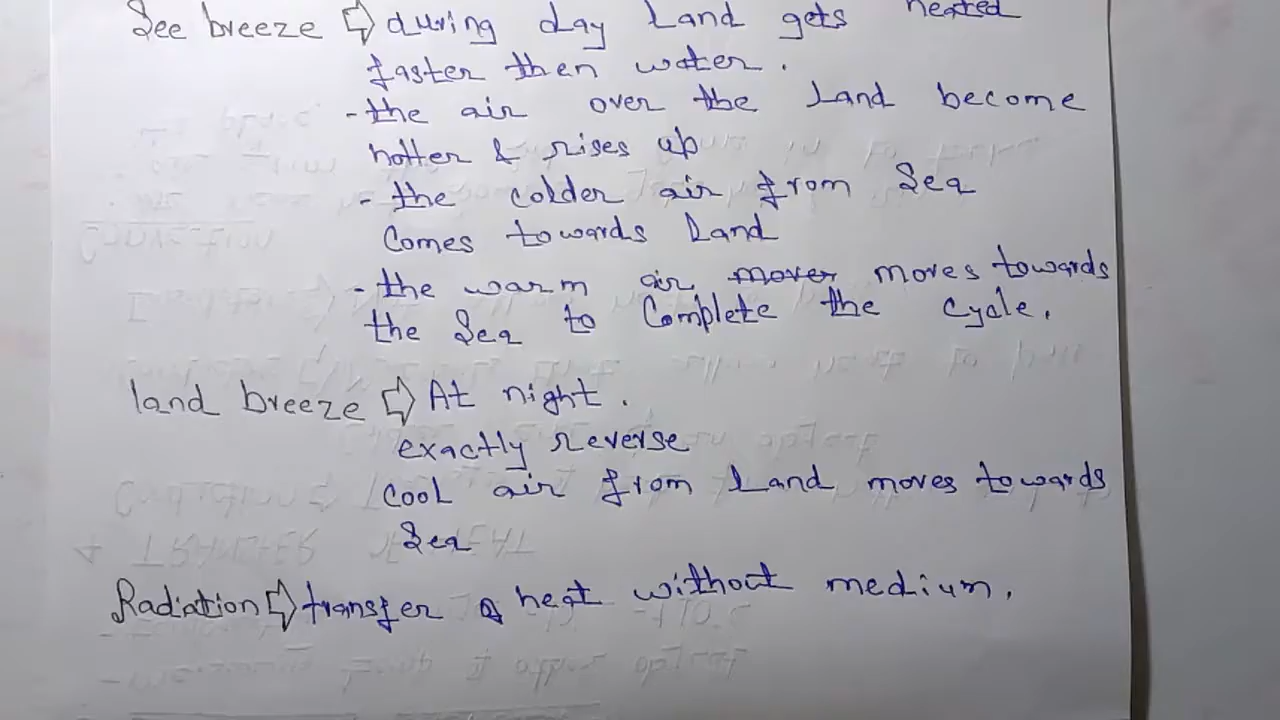 See breeze ⇨ during day land gets heated
faster then water.
- the air over the land become
hotter & rises up
- the colder air from Sea
Comes towards land
- the warm air mover moves towards
the Sea to Complete the cycle.
land breeze ⇨ At night.
exactly reverse
cool air from land moves towards
Sea
Radiation ⇨ transfer of heat without medium.